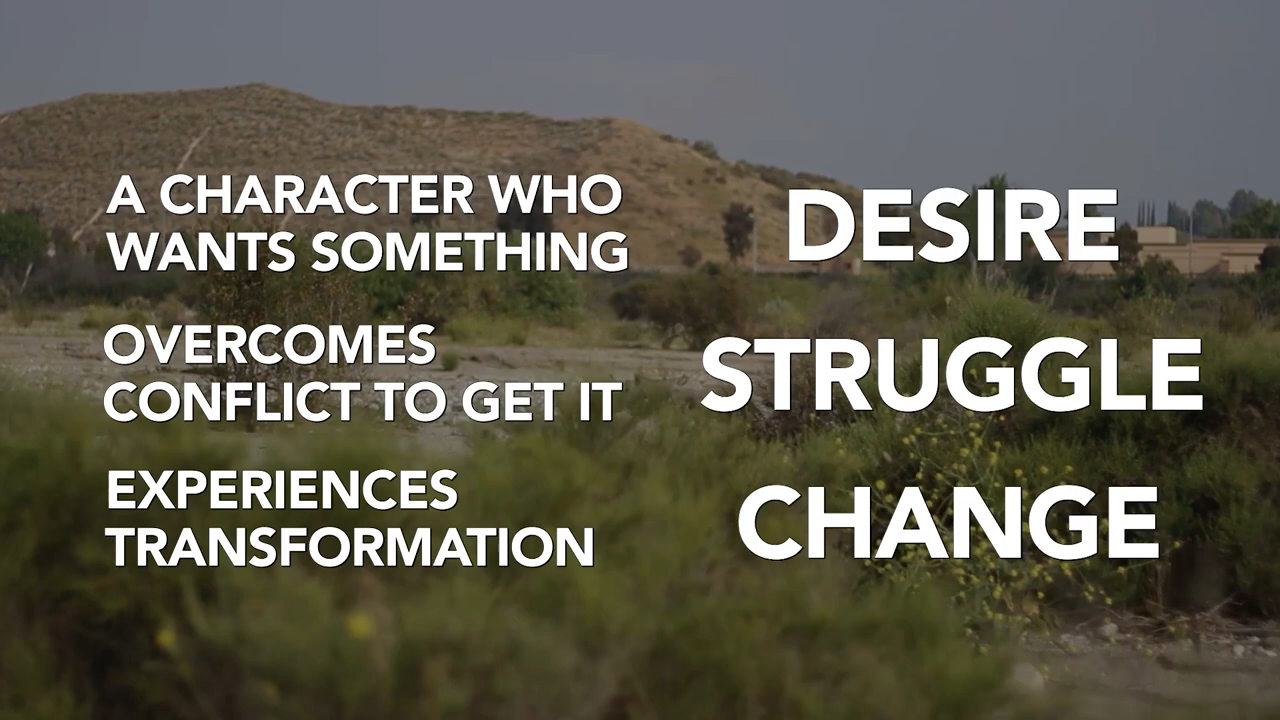 A CHARACTER WHO
WANTS SOMETHING
DESIRE
OVERCOMES
CONFLICT TO GET IT
STRUGGLE
EXPERIENCES
TRANSFORMATION
CHANGE